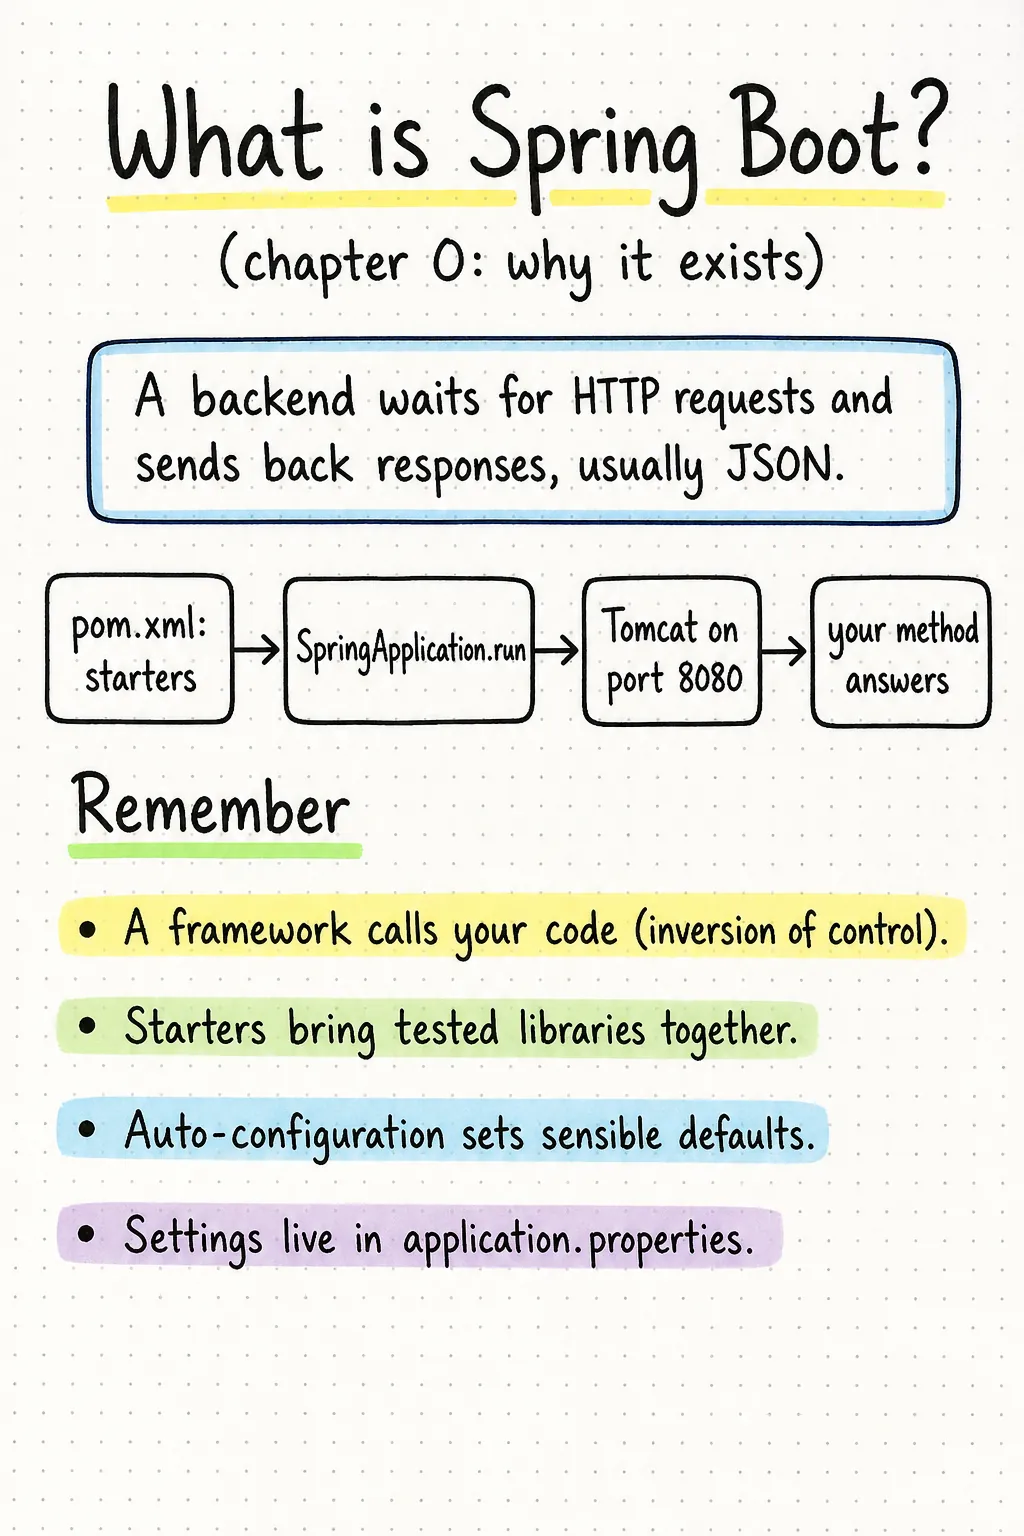 What is Spring Boot?
(chapter 0: why it exists)
A backend waits for HTTP requests and
sends back responses, usually JSON.
pom.xml:
starters
SpringApplication.run
Tomcat on
port 8080
your method
answers
Remember
• A framework calls your code (inversion of control).
• Starters bring tested libraries together.
• Auto-configuration sets sensible defaults.
• Settings live in application.properties.